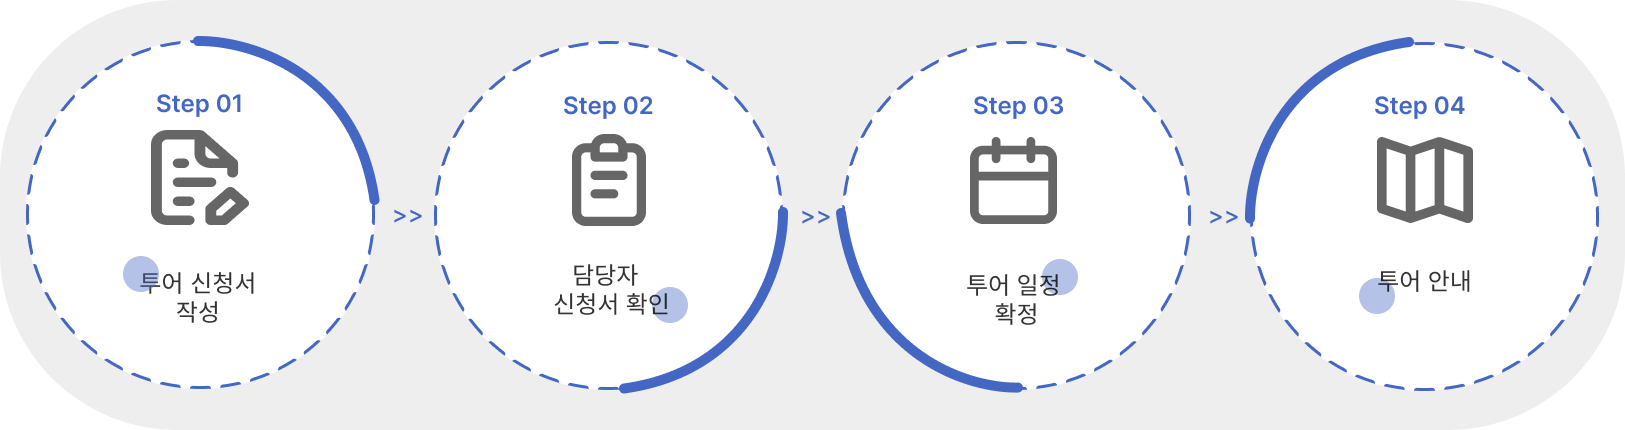 Step 01
투어 신청서
작성
>>
Step 02
담당자
신청서 확인
>>
Step 03
투어 일정
확정
>>
Step 04
투어 안내